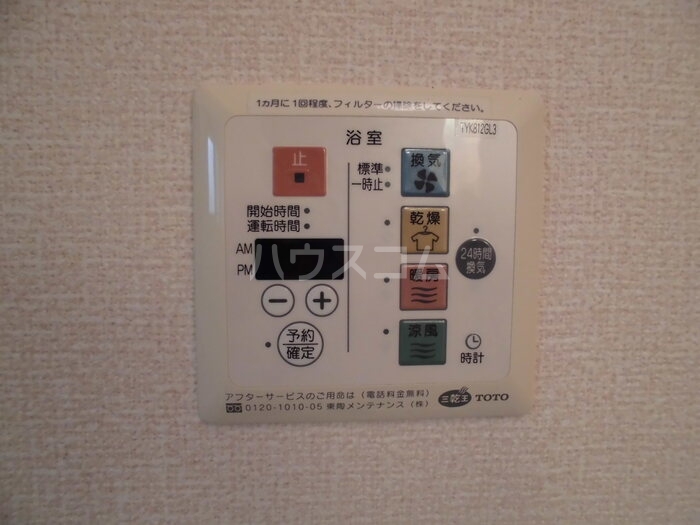 1ヵ月に1回程度、フィルターの掃除をしてください。
TYK812GL3
浴室
止
標準
一時止
換気
開始時間
運転時間
乾燥
AM
PM
24時間
換気
暖房
予約
確定
涼風
時計
アフターサービスのご用品は（電話料金無料）
0120-1010-05 東陶メンテナンス（株）
三乾王 TOTO
ハウスコム